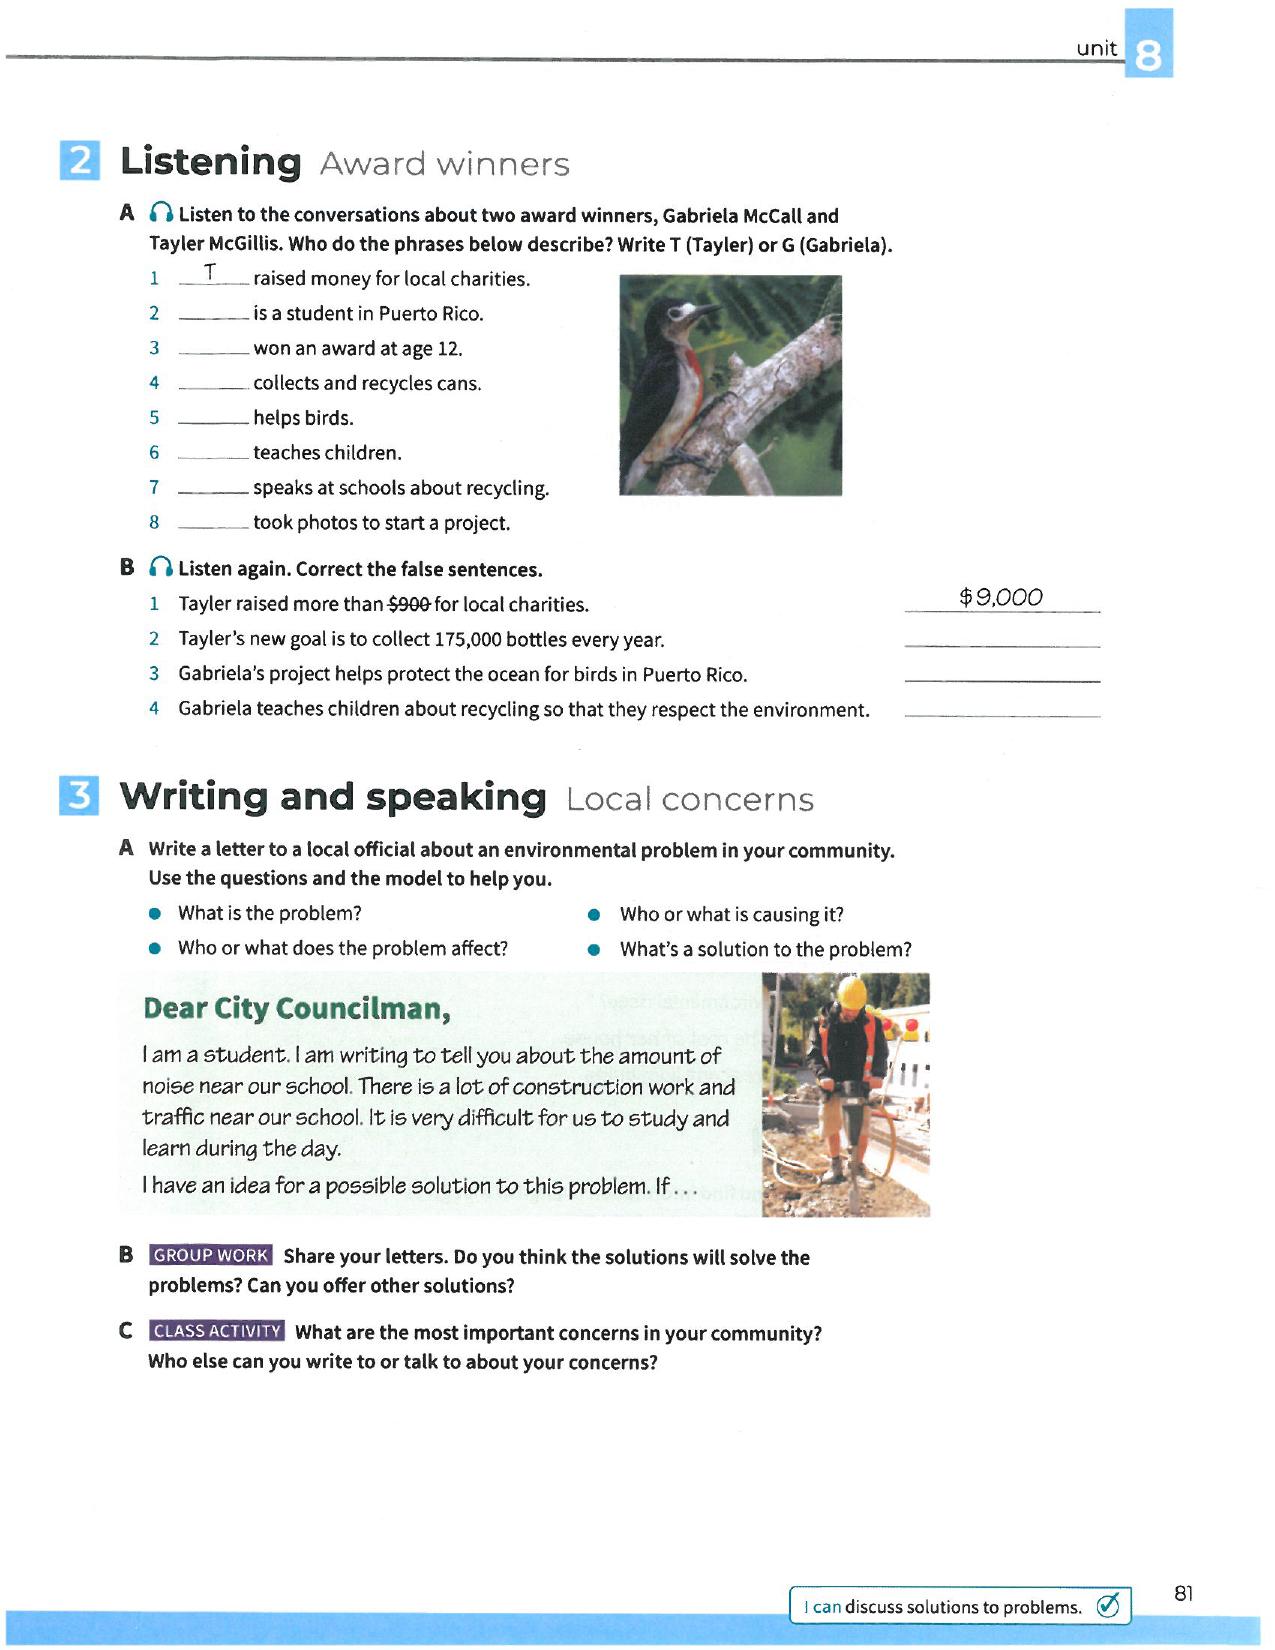 unit 8
2 Listening Award winners
A Listen to the conversations about two award winners, Gabriela McCall and
Tayler McGillis. Who do the phrases below describe? Write T (Tayler) or G (Gabriela).
1 T raised money for local charities.
2 ______ is a student in Puerto Rico.
3 ______ won an award at age 12.
4 ______ collects and recycles cans.
5 ______ helps birds.
6 ______ teaches children.
7 ______ speaks at schools about recycling.
8 ______ took photos to start a project.
B Listen again. Correct the false sentences.
1 Tayler raised more than $900 for local charities. $9,000
2 Tayler's new goal is to collect 175,000 bottles every year.
3 Gabriela's project helps protect the ocean for birds in Puerto Rico.
4 Gabriela teaches children about recycling so that they respect the environment.
3 Writing and speaking Local concerns
A Write a letter to a local official about an environmental problem in your community.
Use the questions and the model to help you.
• What is the problem? • Who or what is causing it?
• Who or what does the problem affect? • What's a solution to the problem?
Dear City Councilman,
I am a student. I am writing to tell you about the amount of
noise near our school. There is a lot of construction work and
traffic near our school. It is very difficult for us to study and
learn during the day.
I have an idea for a possible solution to this problem. If . . .
B GROUP WORK Share your letters. Do you think the solutions will solve the
problems? Can you offer other solutions?
C CLASS ACTIVITY What are the most important concerns in your community?
Who else can you write to or talk to about your concerns?
I can discuss solutions to problems.
81